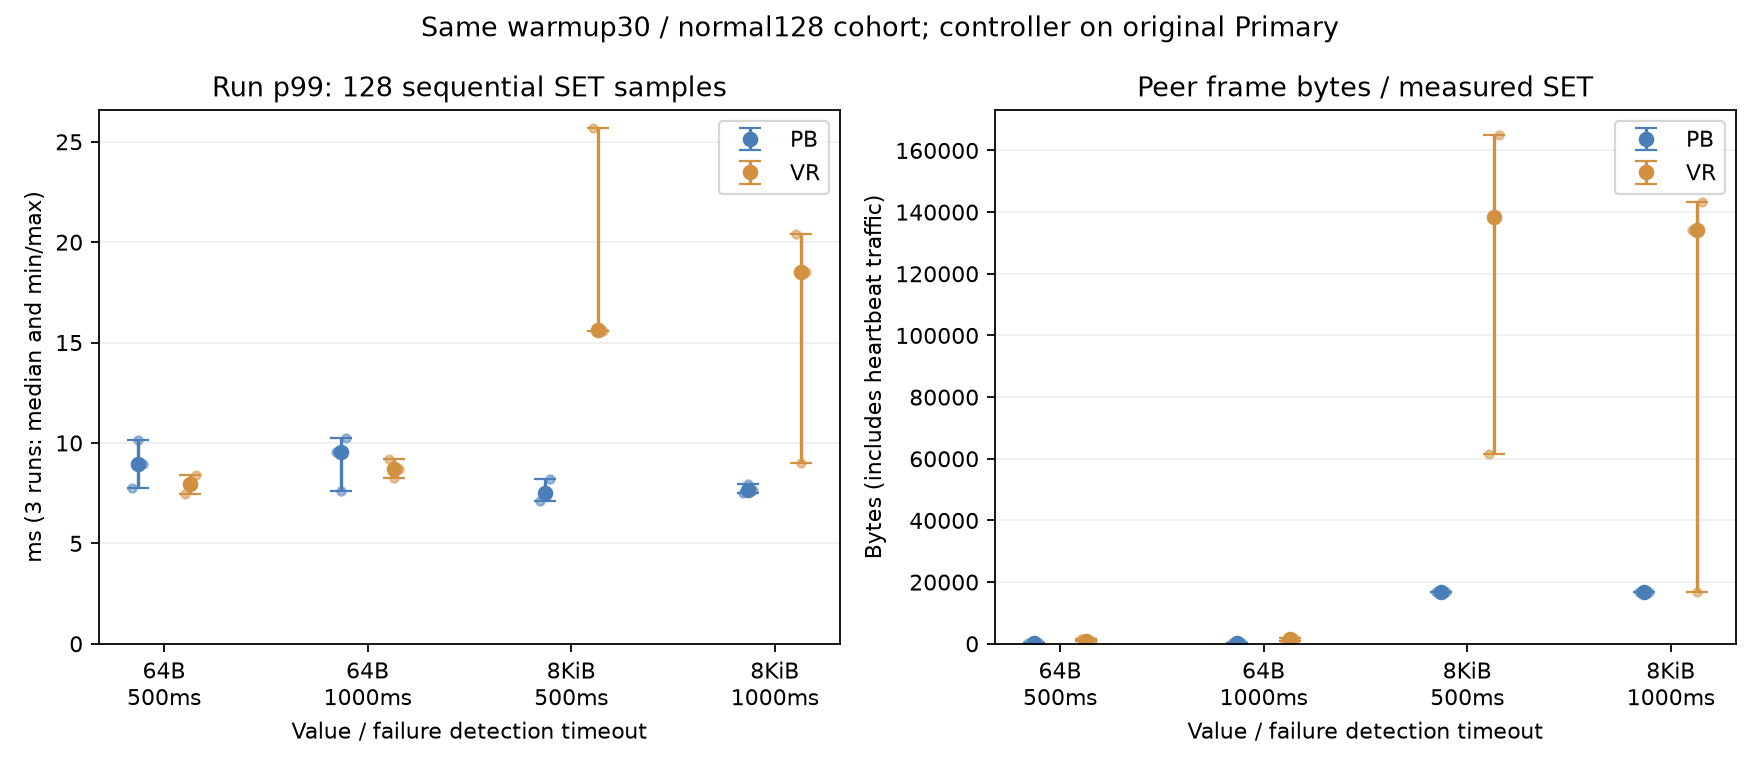 Same warmup30 / normal128 cohort; controller on original Primary
Run p99: 128 sequential SET samples
ms (3 runs: median and min/max)
25
20
15
10
5
0
PB
VR
64B
500ms
64B
1000ms
8KiB
500ms
8KiB
1000ms
Value / failure detection timeout
Peer frame bytes / measured SET
Bytes (includes heartbeat traffic)
160000
140000
120000
100000
80000
60000
40000
20000
0
PB
VR
64B
500ms
64B
1000ms
8KiB
500ms
8KiB
1000ms
Value / failure detection timeout